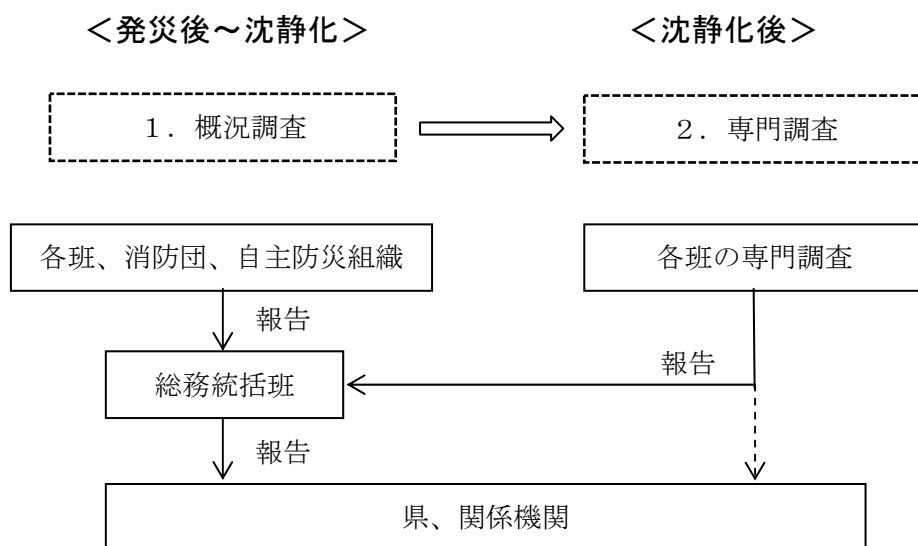 ＜発災後～沈静化＞
＜沈静化後＞
１．概況調査
２．専門調査
各班、消防団、自主防災組織
各班の専門調査
報告
報告
総務統括班
報告
県、関係機関